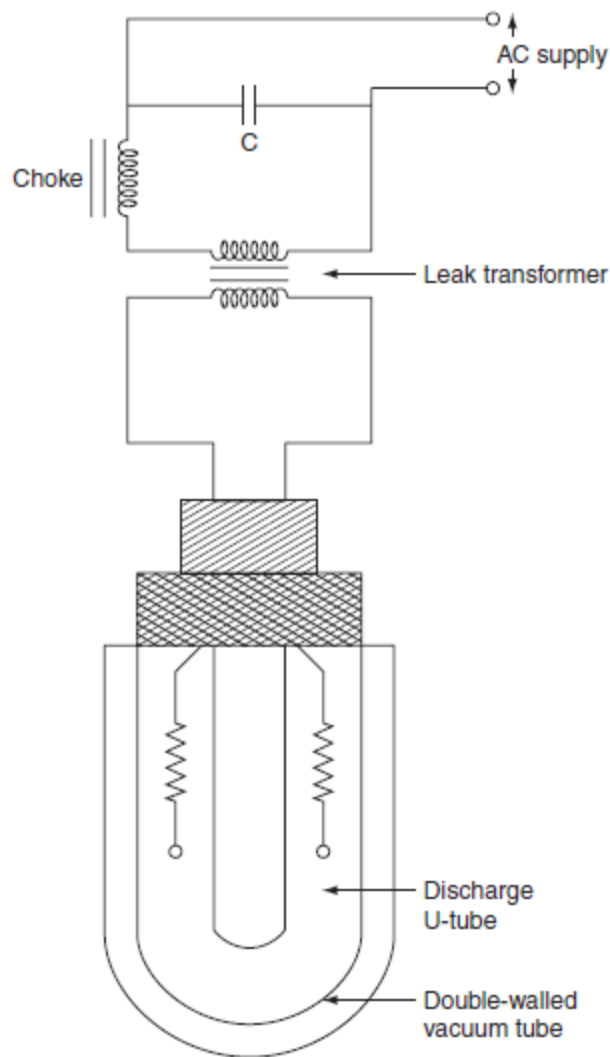 AC supply
C
Choke
Leak transformer
Discharge
U-tube
Double-walled
vacuum tube